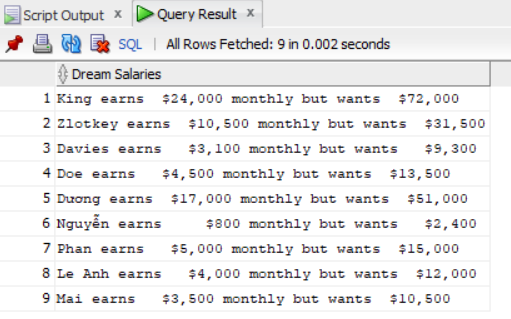 Script Output x Query Result x
SQL | All Rows Fetched: 9 in 0.002 seconds
Dream Salaries
1 King earns  $24,000 monthly but wants  $72,000
2 Zlotkey earns  $10,500 monthly but wants  $31,500
3 Davies earns   $3,100 monthly but wants   $9,300
4 Doe earns   $4,500 monthly but wants  $13,500
5 Dương earns  $17,000 monthly but wants  $51,000
6 Nguyễn earns     $800 monthly but wants   $2,400
7 Phan earns   $5,000 monthly but wants  $15,000
8 Le Anh earns   $4,000 monthly but wants  $12,000
9 Mai earns   $3,500 monthly but wants  $10,500